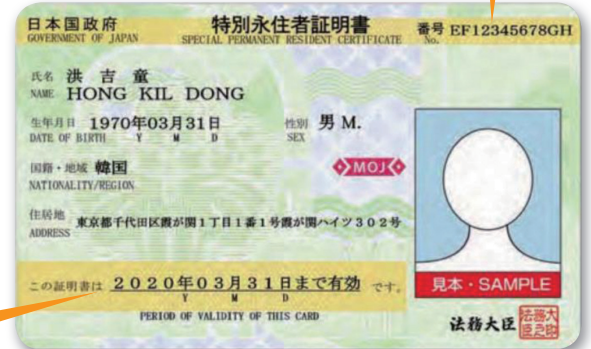 日本国政府 特別永住者証明書 番号 EF12345678GH
GOVERNMENT OF JAPAN SPECIAL PERMANENT RESIDENT CERTIFICATE No.
氏名 洪 吉 童
NAME HONG KIL DONG
生年月日 1970年03月31日 性別 男 M.
DATE OF BIRTH Y M D SEX
国籍・地域 韓国
NATIONALITY/REGION
MOJ
住居地 東京都千代田区霞が関1丁目1番1号霞が関ハイツ302号
ADDRESS
この証明書は 2020年03月31日まで有効 です。
Y M D
PERIOD OF VALIDITY OF THIS CARD
見本・SAMPLE
法務大臣 法務大臣之印